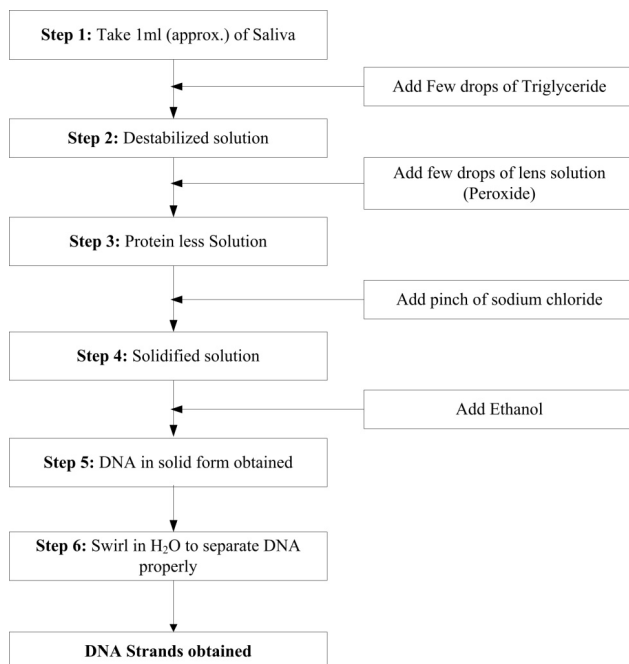 Step 1: Take 1ml (approx.) of Saliva
Add Few drops of Triglyceride
Step 2: Destabilized solution
Add few drops of lens solution
(Peroxide)
Step 3: Protein less Solution
Add pinch of sodium chloride
Step 4: Solidified solution
Add Ethanol
Step 5: DNA in solid form obtained
Step 6: Swirl in H₂O to separate DNA
properly
DNA Strands obtained